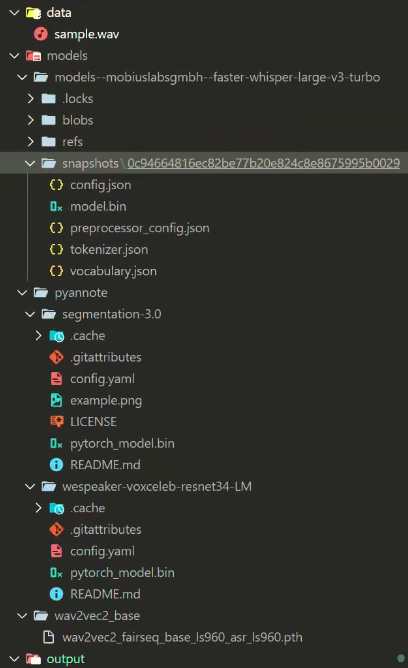 data
sample.wav
models
models--mobiuslabsgmbh--faster-whisper-large-v3-turbo
.locks
blobs
refs
snapshots\0c94664816ec82be77b20e824c8e8675995b0029
config.json
model.bin
preprocessor_config.json
tokenizer.json
vocabulary.json
pyannote
segmentation-3.0
.cache
.gitattributes
config.yaml
example.png
LICENSE
pytorch_model.bin
README.md
wespeaker-voxceleb-resnet34-LM
.cache
.gitattributes
config.yaml
pytorch_model.bin
README.md
wav2vec2_base
wav2vec2_fairseq_base_ls960_asr_ls960.pth
output